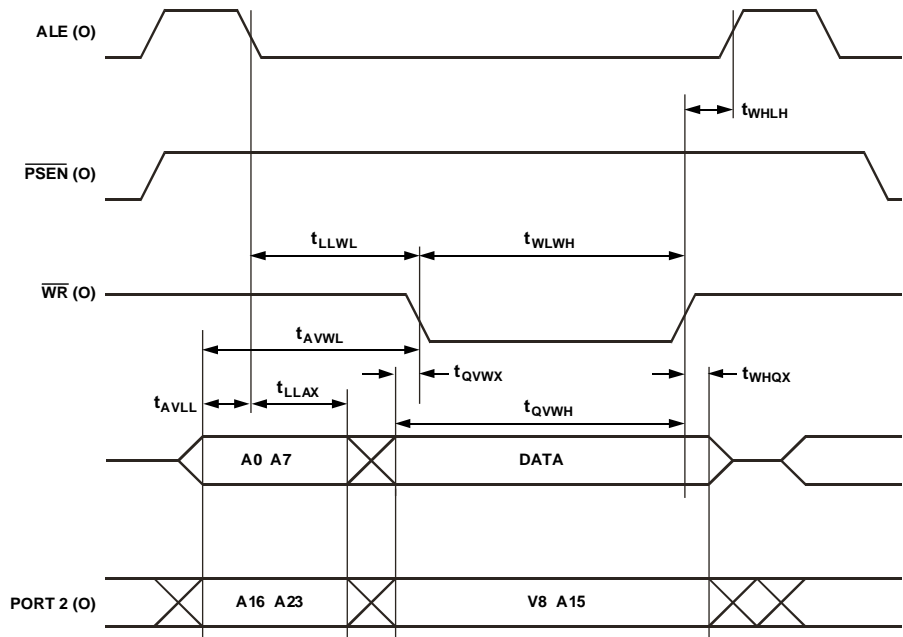 ALE (O)
tWHLH
PSEN (O)
tLLWL
tWLWH
WR (O)
tAVWL
tQVWX
tWHQX
tAVLL
tLLAX
tQVWH
A0 A7
DATA
PORT 2 (O)
A16 A23
V8 A15